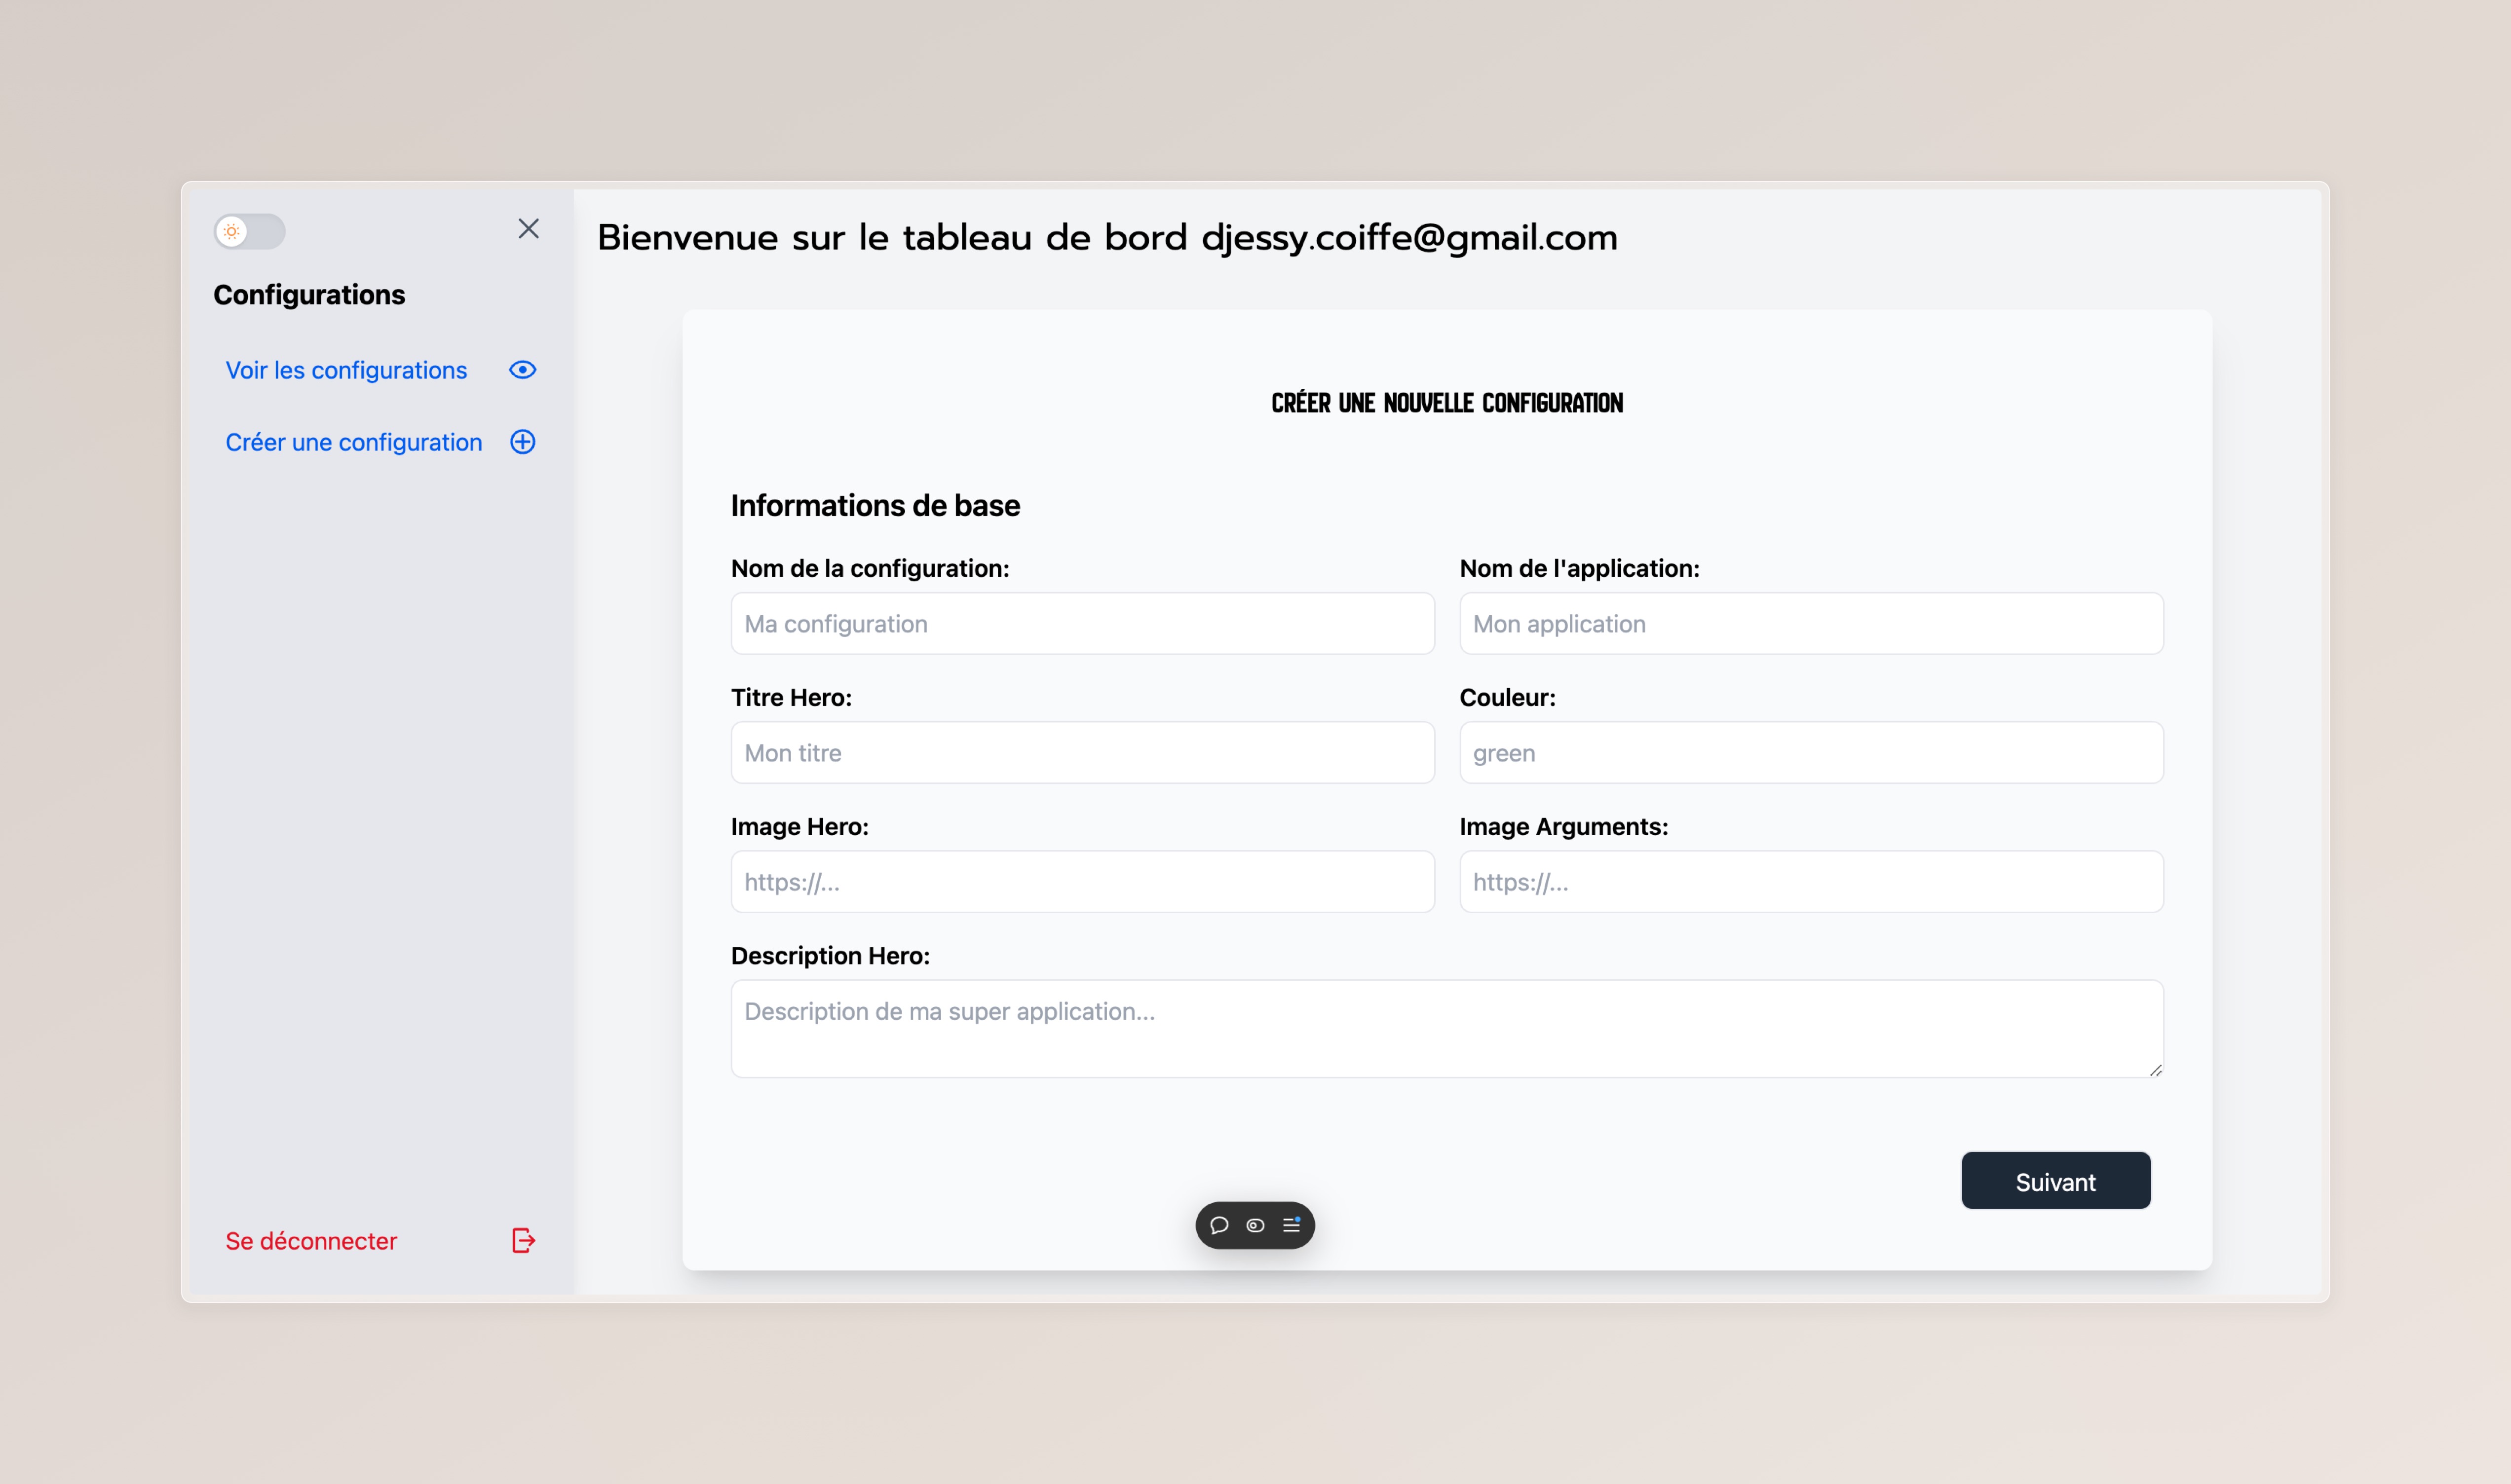 Bienvenue sur le tableau de bord djessy.coiffe@gmail.com
Configurations
Voir les configurations
Créer une configuration
Se déconnecter
CRÉER UNE NOUVELLE CONFIGURATION
Informations de base
Nom de la configuration:
Ma configuration
Nom de l'application:
Mon application
Titre Hero:
Mon titre
Couleur:
green
Image Hero:
https://...
Image Arguments:
https://...
Description Hero:
Description de ma super application...
Suivant